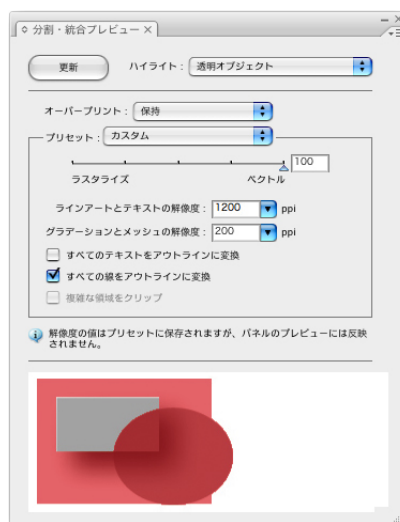 分割・統合プレビュー
更新
ハイライト：
透明オブジェクト
オーバープリント：
保持
プリセット：
カスタム
100
ラスタライズ
ベクトル
ラインアートとテキストの解像度：
1200
ppi
グラデーションとメッシュの解像度：
200
ppi
すべてのテキストをアウトラインに変換
すべての線をアウトラインに変換
複雑な領域をクリップ
解像度の値はプリセットに保存されますが、パネルのプレビューには反映
されません。